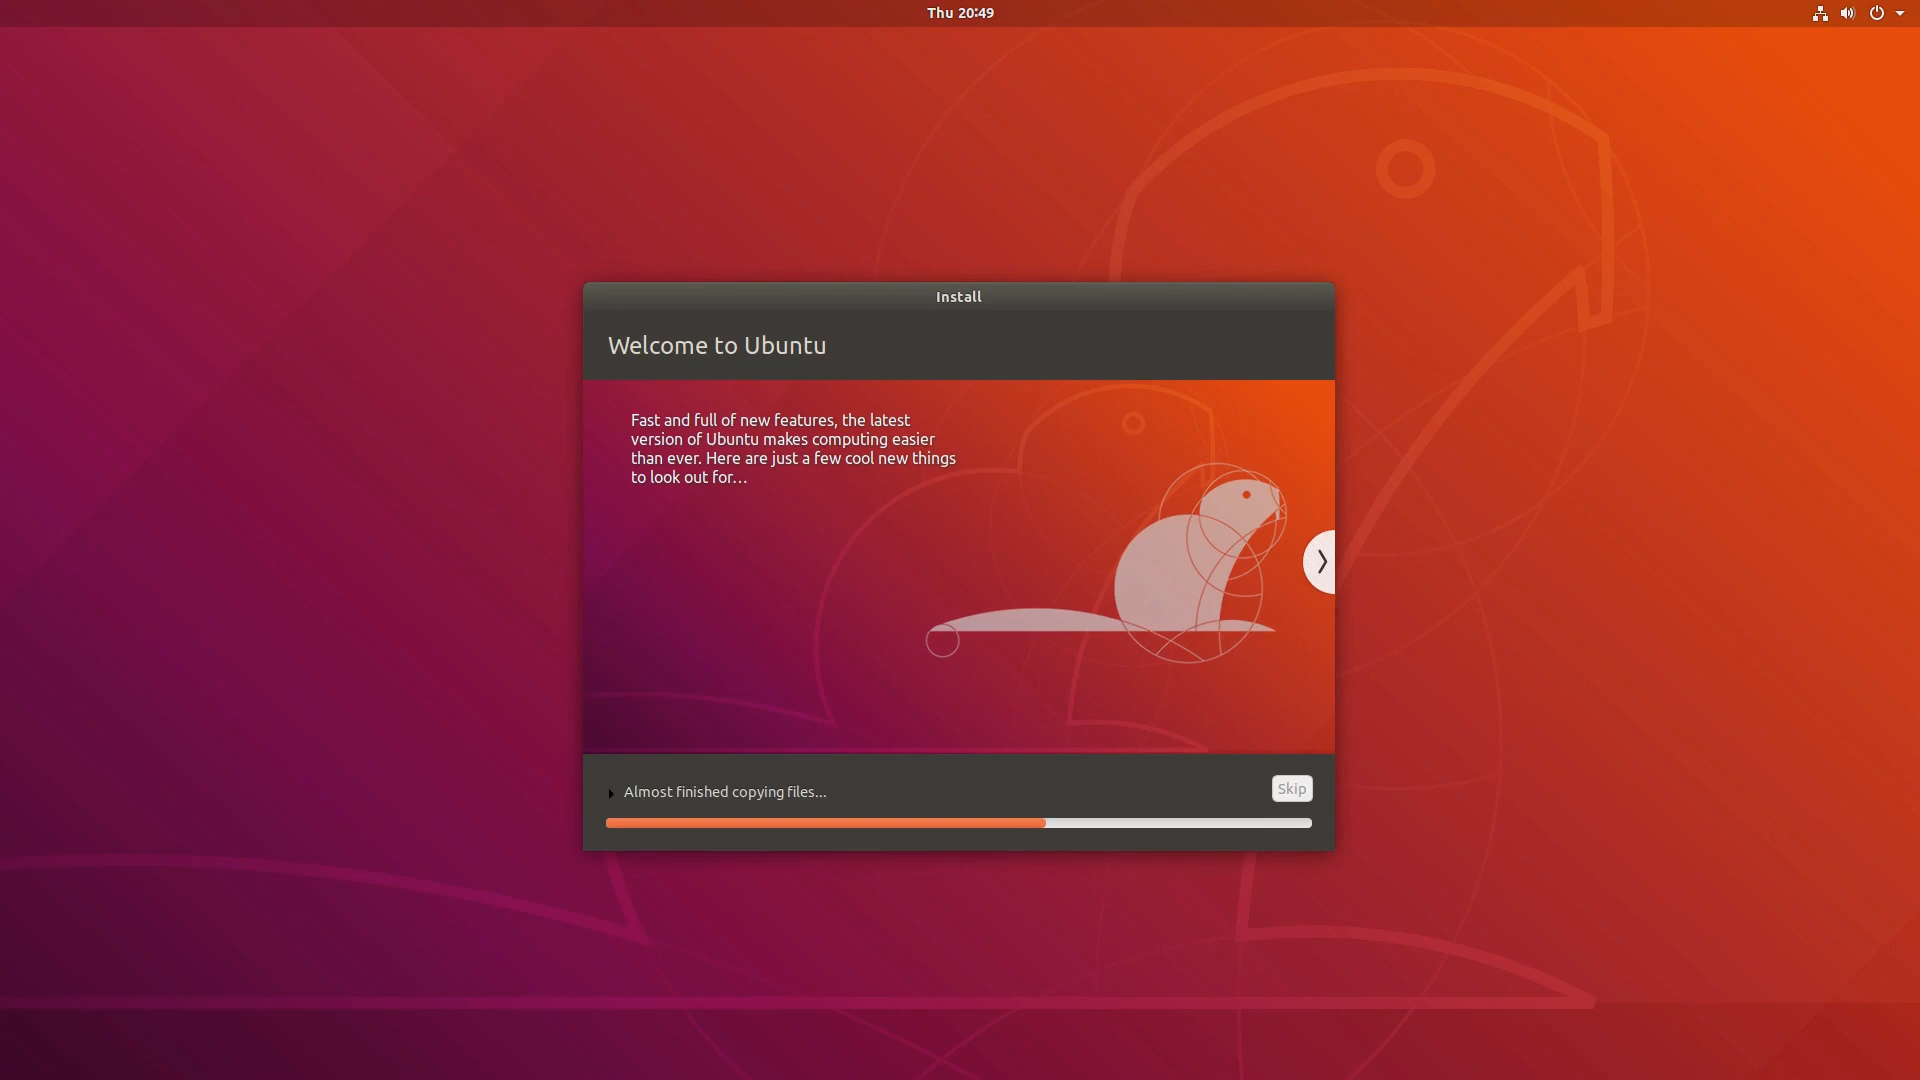 Thu 20:49
Install
Welcome to Ubuntu
Fast and full of new features, the latest
version of Ubuntu makes computing easier
than ever. Here are just a few cool new things
to look out for…
Almost finished copying files...
Skip